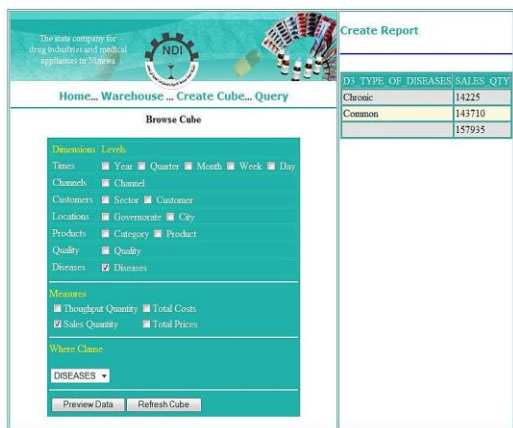 The state company for
drug industries and medical
appliances in Ninewa
NDI
Home... Warehouse ... Create Cube... Query
Browse Cube
Dimensions Levels
Times Year Quarter Month Week Day
Channels Channel
Customers Sector Customer
Locations Governorate City
Products Category Product
Quality Quality
Diseases Diseases
Measures
Thoughput Quantity Total Costs
Sales Quantity Total Prices
Where Clause
DISEASES
Preview Data Refresh Cube
Create Report
D3_TYPE_OF_DISEASES SALES_QTY
Chronic 14225
Common 143710
157935